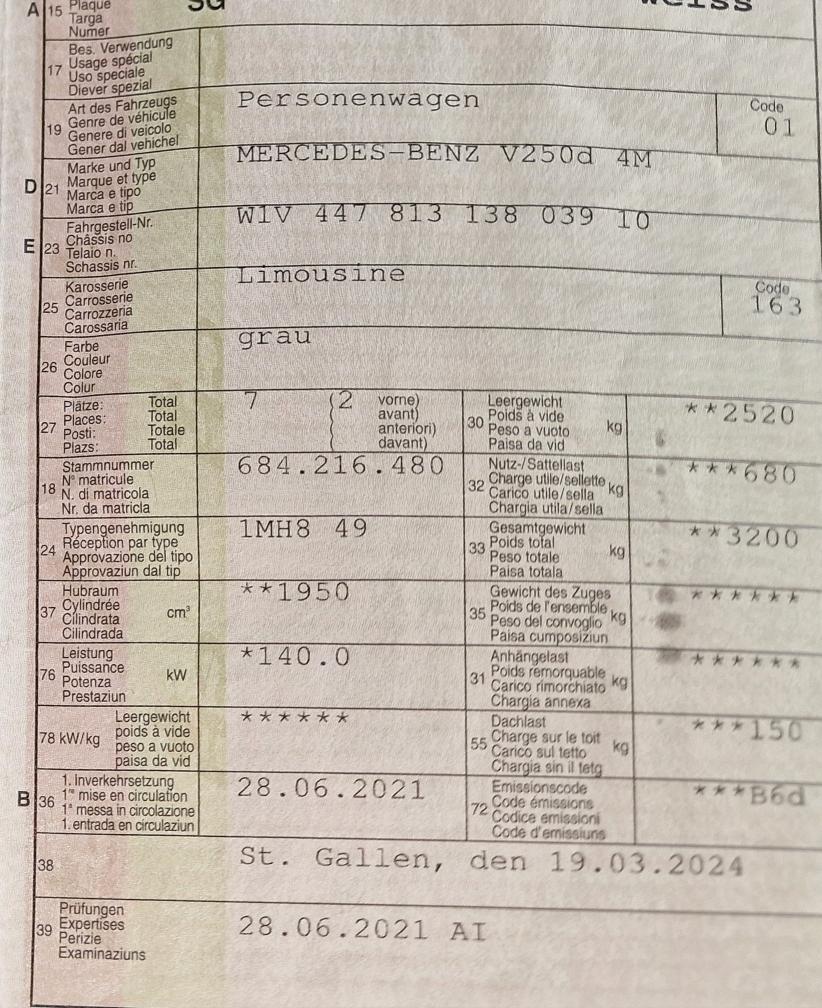 A 15 Plaque SG weiss
Targa
Numer
Bes. Verwendung
17 Usage spécial
Uso speciale
Diever spezial
Art des Fahrzeugs Personenwagen Code
19 Genre de véhicule 01
Genere di veicolo
Gener dal vehichel
Marke und Typ MERCEDES-BENZ V250d 4M
D 21 Marque et type
Marca e tipo
Marca e tip
Fahrgestell-Nr. W1V 447 813 138 039 10
E 23 Châssis no
Telaio n.
Schassis nr.
Karosserie Limousine Code
25 Carrosserie 163
Carrozzeria
Carossaria
Farbe grau
26 Couleur
Colore
Colur
Plätze: Total 7 (2 vorne)
27 Places: Total avant)
Posti: Totale anteriori)
Plazs: Total davant)
Leergewicht **2520
30 Poids à vide
Peso a vuoto kg
Paisa da vid
Stammnummer 684.216.480
18 N° matricule
N. di matricola
Nr. da matricla
Nutz-/Sattellast ***680
32 Charge utile/sellette kg
Carico utile/sella
Chargia utila/sella
Typengenehmigung 1MH8 49
24 Réception par type
Approvazione del tipo
Approvaziun dal tip
Gesamtgewicht **3200
33 Poids total kg
Peso totale
Paisa totala
Hubraum **1950
37 Cylindrée cm³
Cilindrata
Cilindrada
Gewicht des Zuges ******
35 Poids de l'ensemble kg
Peso del convoglio
Paisa cumposiziun
Leistung *140.0
76 Puissance kW
Potenza
Prestaziun
Anhängelast ******
31 Poids remorquable kg
Carico rimorchiato
Chargia annexa
Leergewicht ******
78 kW/kg poids à vide
peso a vuoto
paisa da vid
Dachlast ***150
55 Charge sur le toit kg
Carico sul tetto
Chargia sin il tetg
1. Inverkehrsetzung 28.06.2021
B 36 1re mise en circulation
1a messa in circolazione
1. entrada en circulaziun
Emissionscode ***B6d
72 Code émissions
Codice emissioni
Code d'emissiuns
38 St. Gallen, den 19.03.2024
Prüfungen 28.06.2021 AI
39 Expertises
Perizie
Examinaziuns